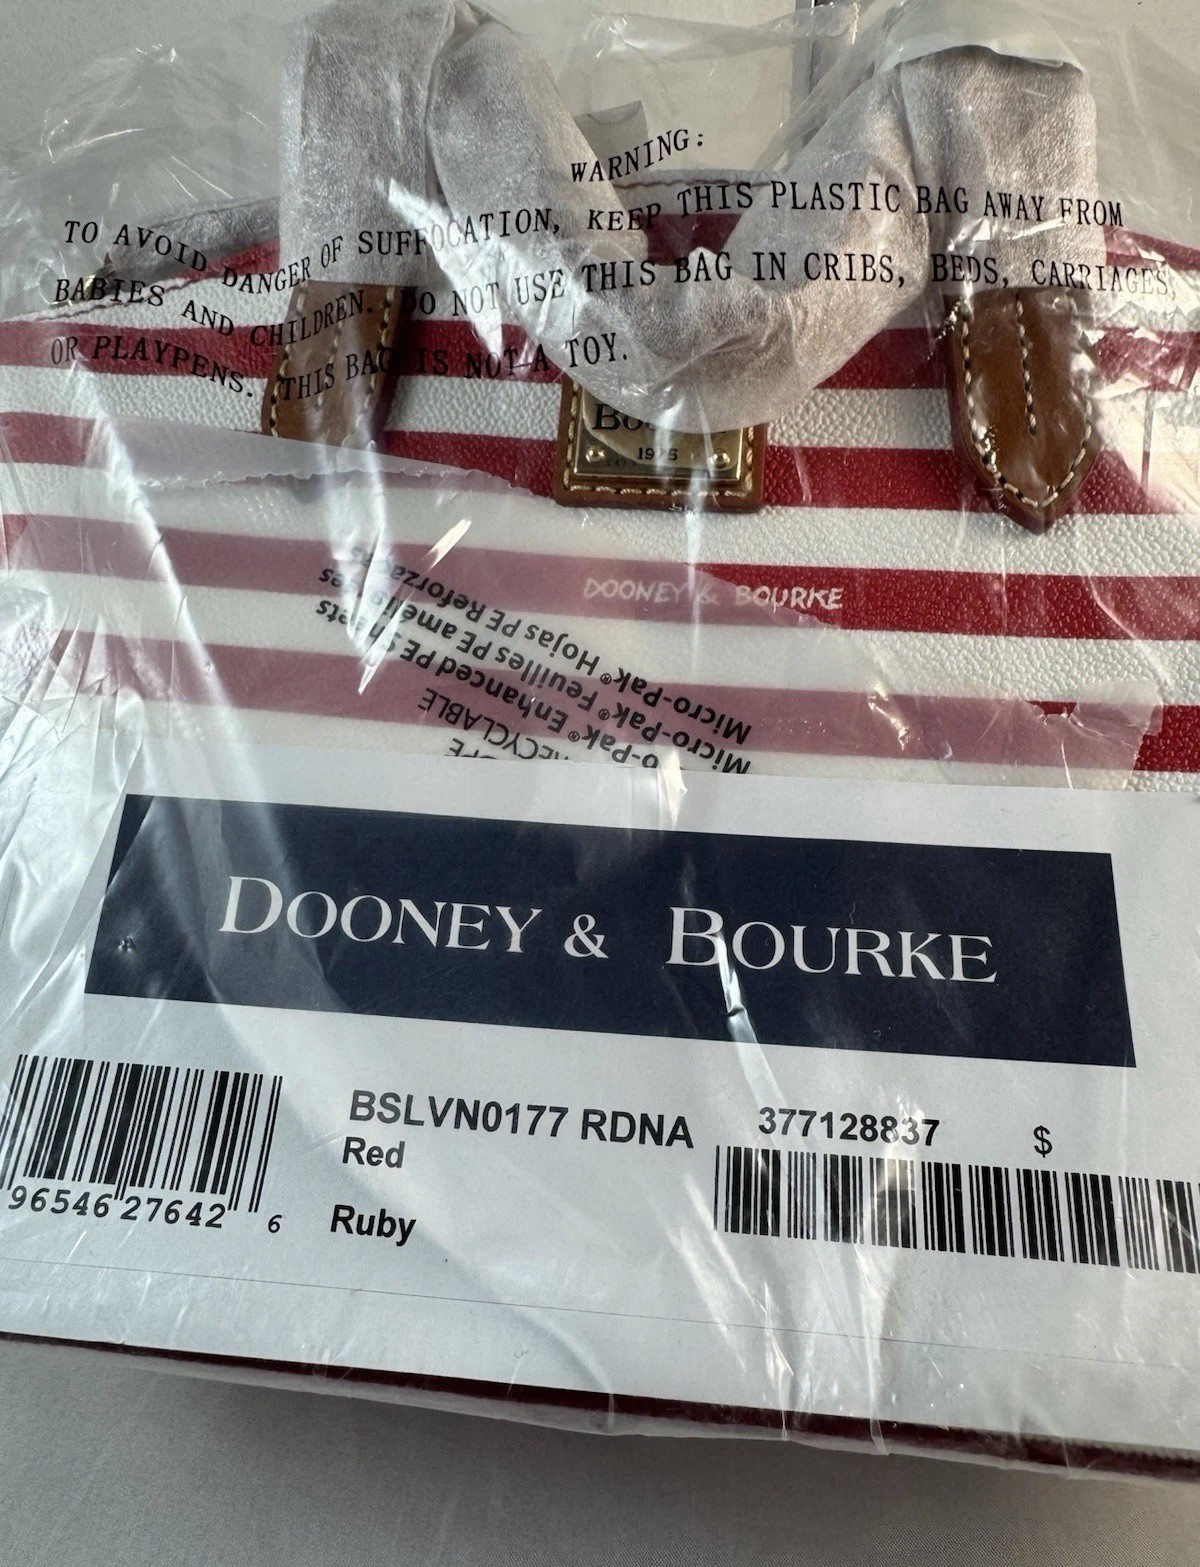 WARNING:
TO AVOID DANGER OF SUFFOCATION, KEEP THIS PLASTIC BAG AWAY FROM
BABIES AND CHILDREN. DO NOT USE THIS BAG IN CRIBS, BEDS, CARRIAGES,
OR PLAYPENS. THIS BAG IS NOT A TOY.
1975
DOONEY & BOURKE
RECYCLABLE
Enhanced PE Sheets
Micro-Pak® Feuilles PE améliorées
Micro-Pak® Hojas PE Reforzadas
DOONEY & BOURKE
BSLVN0177 RDNA
Red
Ruby
377128837 $
96546 27642 6